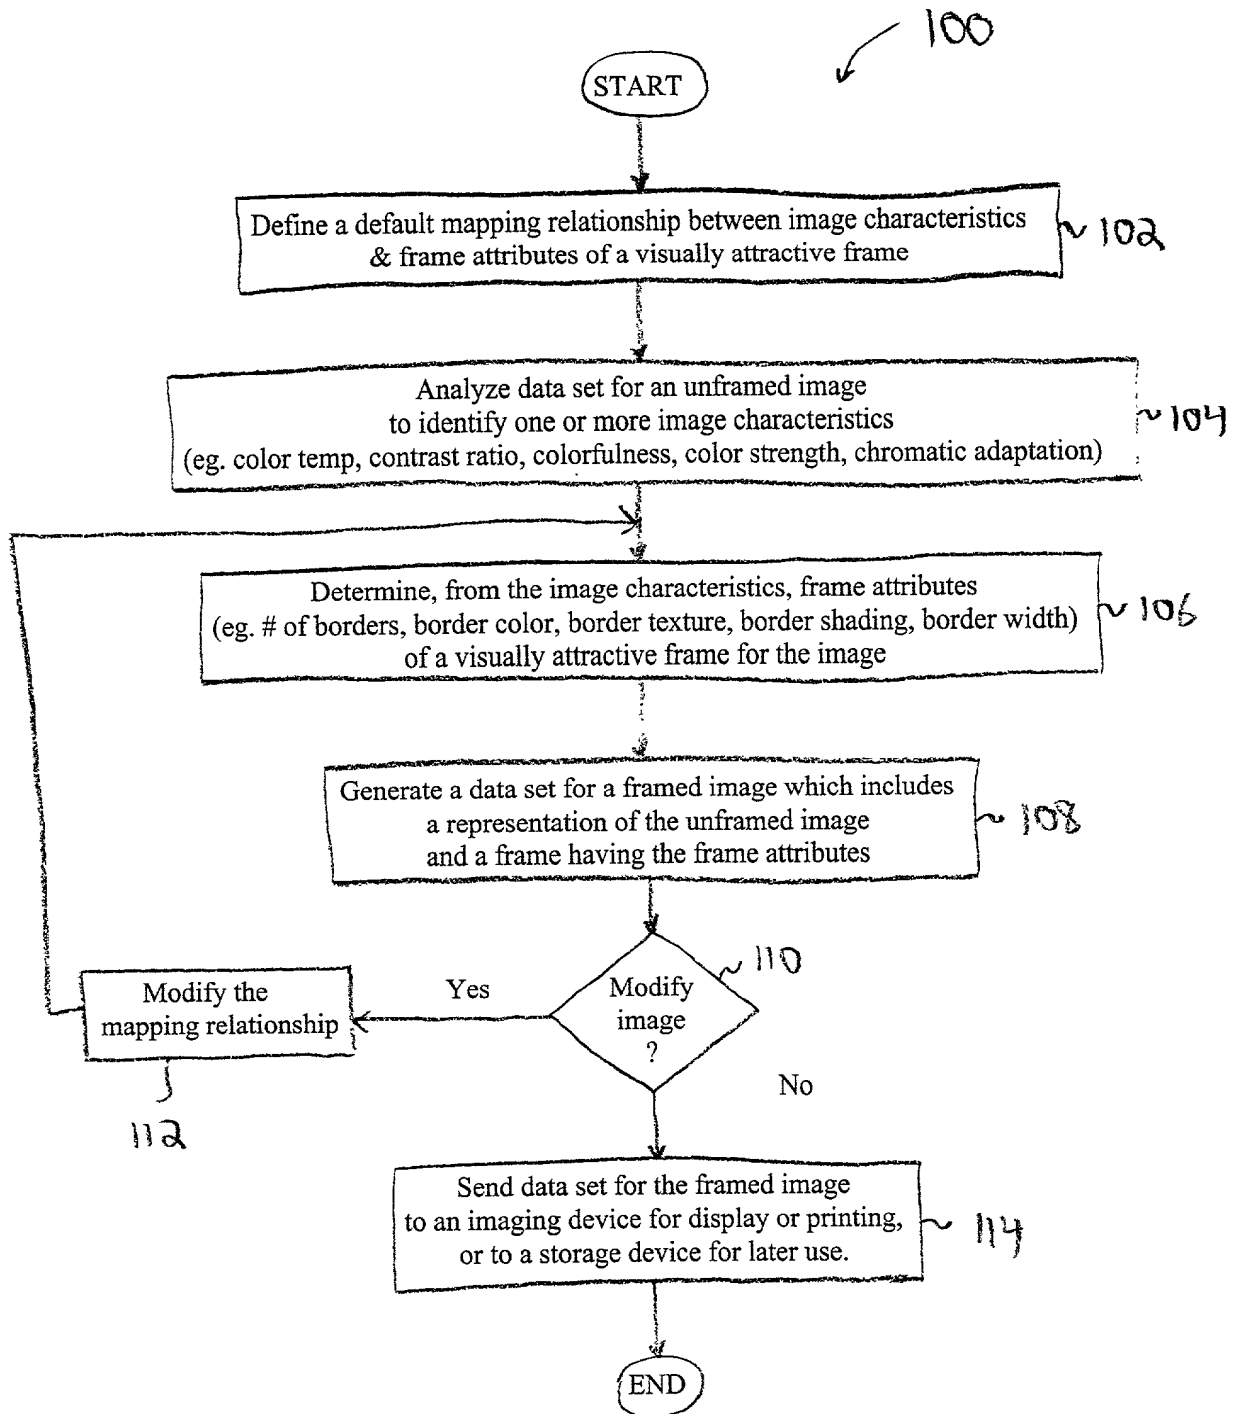 100
START
Define a default mapping relationship between image characteristics
& frame attributes of a visually attractive frame
102
Analyze data set for an unframed image
to identify one or more image characteristics
(eg. color temp, contrast ratio, colorfulness, color strength, chromatic adaptation)
104
Determine, from the image characteristics, frame attributes
(eg. # of borders, border color, border texture, border shading, border width)
of a visually attractive frame for the image
106
Generate a data set for a framed image which includes
a representation of the unframed image
and a frame having the frame attributes
108
Modify
image
?
110
Yes
Modify the
mapping relationship
112
No
Send data set for the framed image
to an imaging device for display or printing,
or to a storage device for later use.
114
END